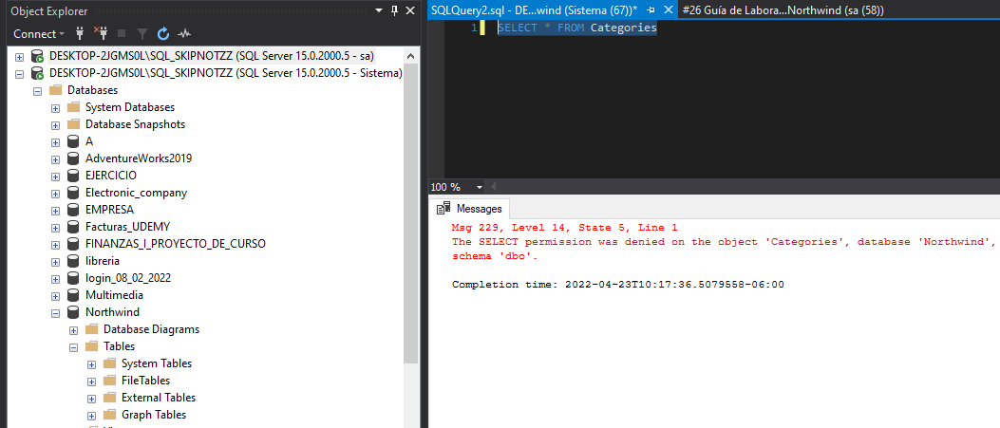 Object Explorer
Connect
DESKTOP-2JGMS0L\SQL_SKIPNOTZZ (SQL Server 15.0.2000.5 - sa)
DESKTOP-2JGMS0L\SQL_SKIPNOTZZ (SQL Server 15.0.2000.5 - Sistema)
Databases
System Databases
Database Snapshots
A
AdventureWorks2019
EJERCICIO
Electronic_company
EMPRESA
Facturas_UDEMY
FINANZAS_I_PROYECTO_DE_CURSO
libreria
login_08_02_2022
Multimedia
Northwind
Database Diagrams
Tables
System Tables
FileTables
External Tables
Graph Tables
SQLQuery2.sql - DE...wind (Sistema (67))* #26 Guía de Labora...Northwind (sa (58))
1 SELECT * FROM Categories
100 %
Messages
Msg 229, Level 14, State 5, Line 1
The SELECT permission was denied on the object 'Categories', database 'Northwind',
schema 'dbo'.
Completion time: 2022-04-23T10:17:36.5079558-06:00